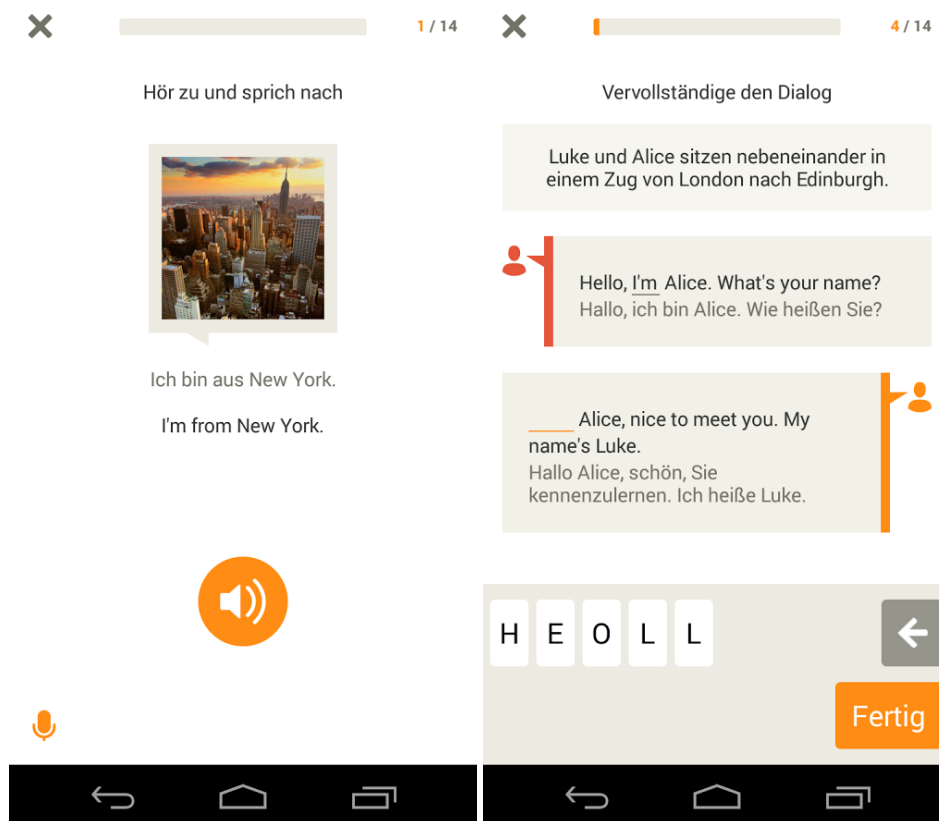 1 / 14
Hör zu und sprich nach
Ich bin aus New York.
I'm from New York.
4 / 14
Vervollständige den Dialog
Luke und Alice sitzen nebeneinander in
einem Zug von London nach Edinburgh.
Hello, I'm Alice. What's your name?
Hallo, ich bin Alice. Wie heißen Sie?
_____ Alice, nice to meet you. My
name's Luke.
Hallo Alice, schön, Sie
kennenzulernen. Ich heiße Luke.
H E O L L
Fertig